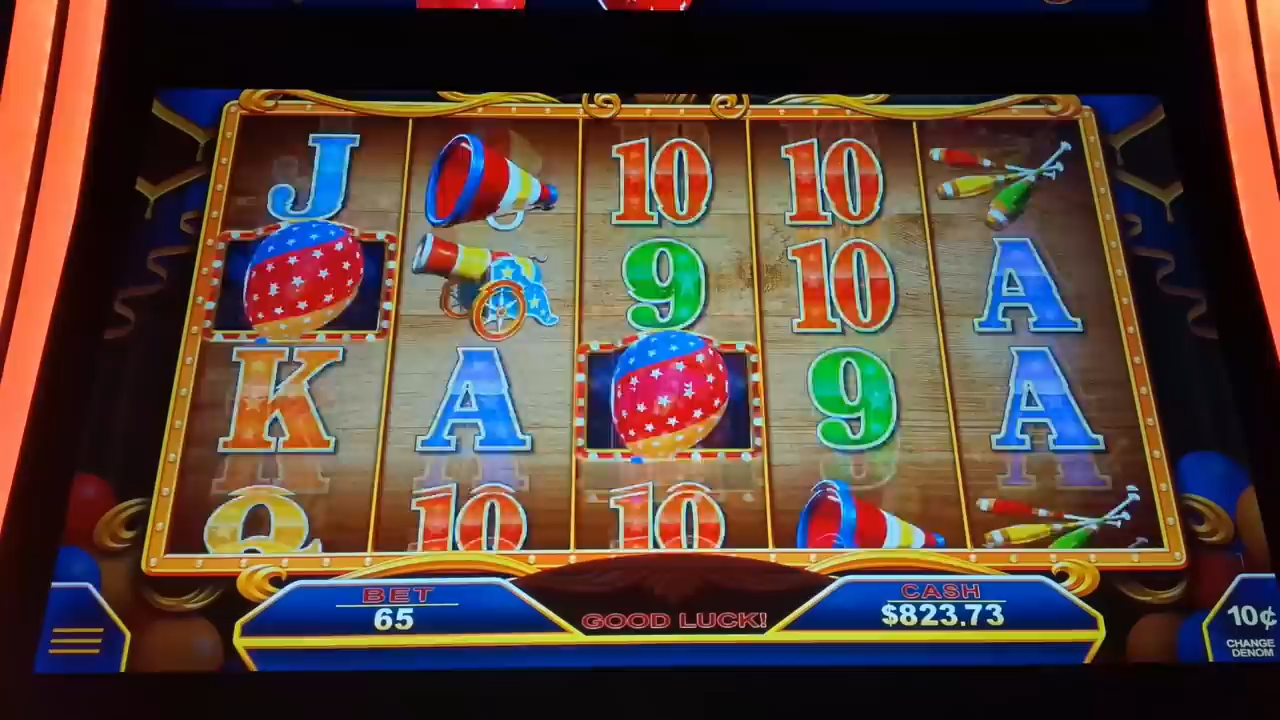 J 10 10
9 10 A
K A 9 A
Q 10 10
BET
65
GOOD LUCK!
CASH
$823.73
10¢
CHANGE
DENOM